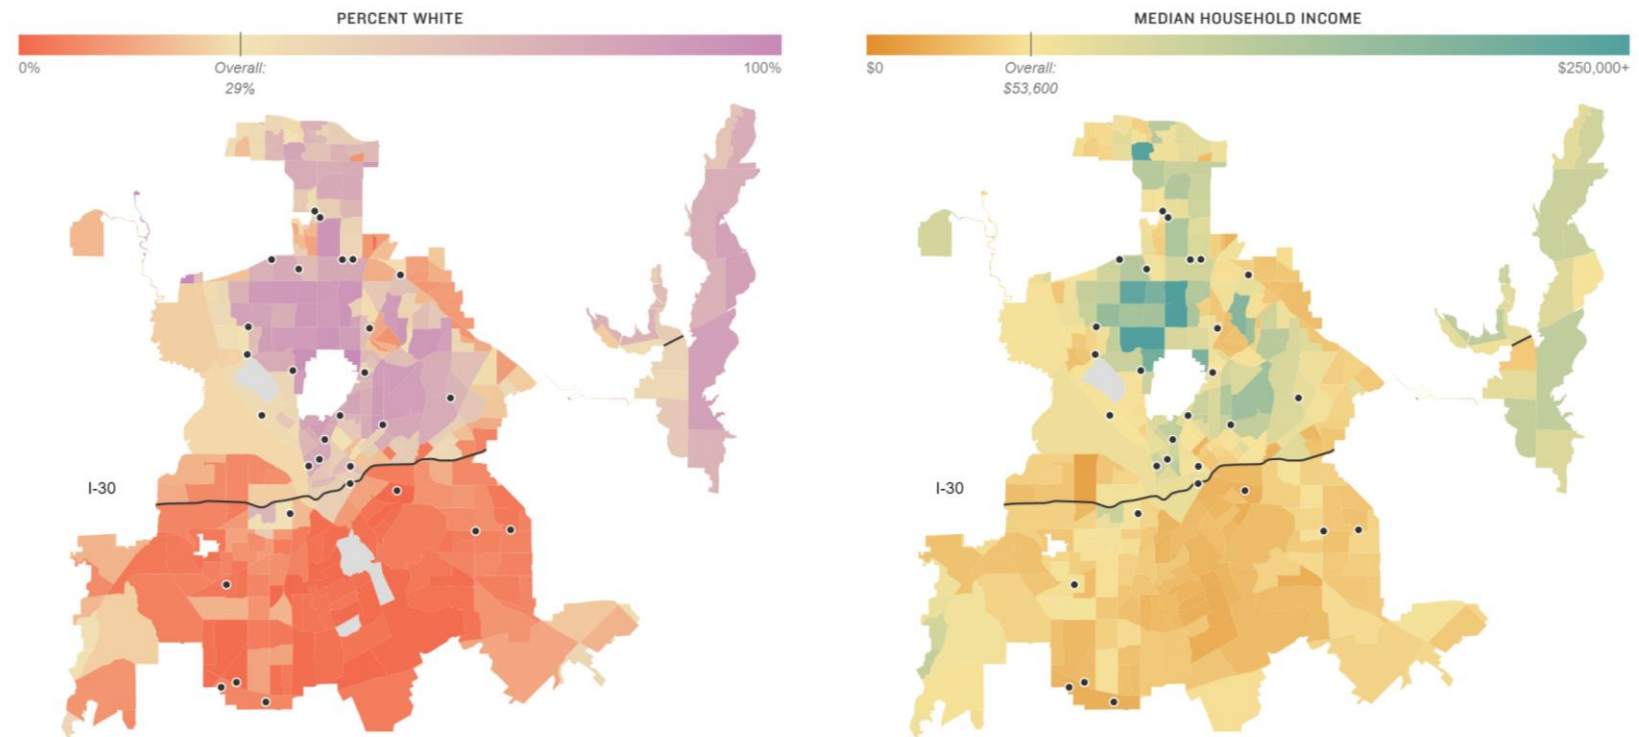 PERCENT WHITE
0%
Overall:
29%
100%
I-30
MEDIAN HOUSEHOLD INCOME
$0
Overall:
$53,600
$250,000+
I-30